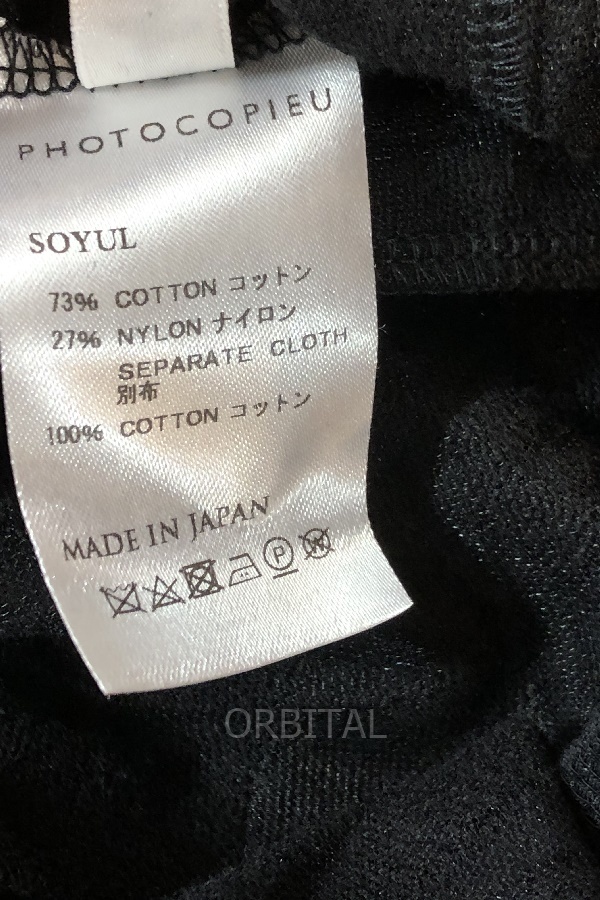 PHOTOCOPIEU
SOYUL
73% COTTON コットン
27% NYLON ナイロン
SEPARATE CLOTH
別布
100% COTTON コットン
MADE IN JAPAN
P W
ORBITAL